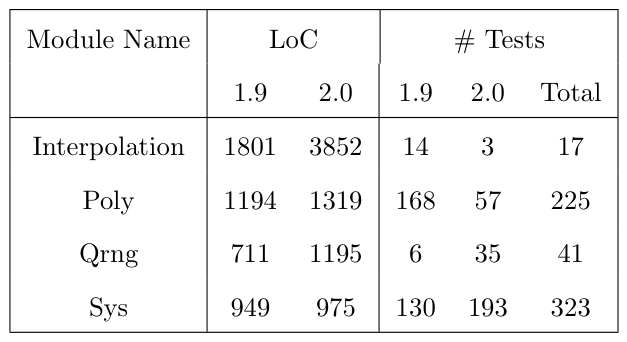 Module Name LoC # Tests
1.9 2.0 1.9 2.0 Total
Interpolation 1801 3852 14 3 17
Poly 1194 1319 168 57 225
Qrng 711 1195 6 35 41
Sys 949 975 130 193 323